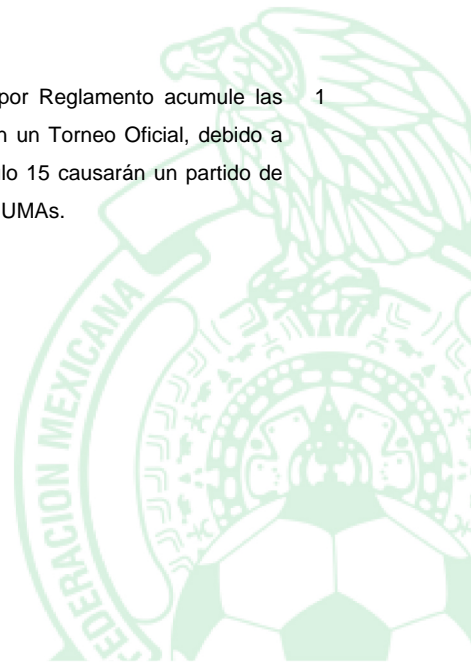 por Reglamento acumule las 1
n un Torneo Oficial, debido a
lo 15 causarán un partido de
UMAs.
FEDERACION MEXICANA